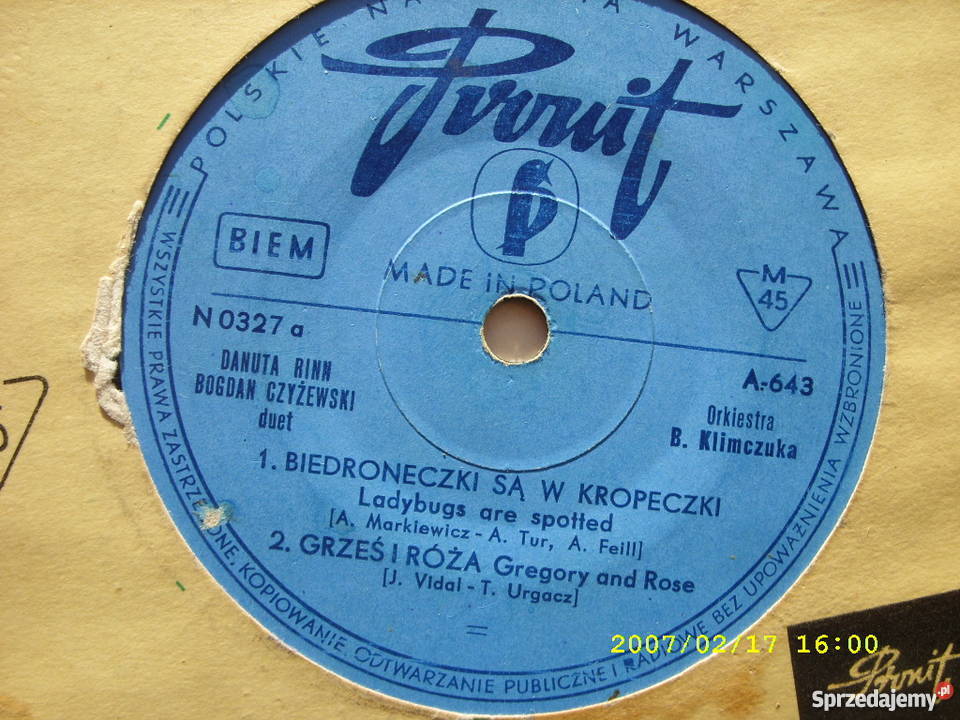 POLSKIE NA A WARSZAWA
Pronit
BIEM
MADE IN POLAND
M
45
N 0327 a
A-643
DANUTA RINN
BOGDAN CZYŻEWSKI
duet
Orkiestra
B. Klimczuka
1. BIEDRONECZKI SĄ W KROPECZKI
Ladybugs are spotted
[A. Markiewicz - A. Tur, A. Feill]
2. GRZEŚ I RÓŻA Gregory and Rose
[J. Vidal - T. Urgacz]
WSZYSTKIE PRAWA ZASTRZEŻONE. KOPIOWANIE, ODTWARZANIE PUBLICZNE I RADIOWE BEZ UPOWAŻNIENIA WZBRONIONE
2007/02/17 16:00
Pronit
Sprzedajemy.pl